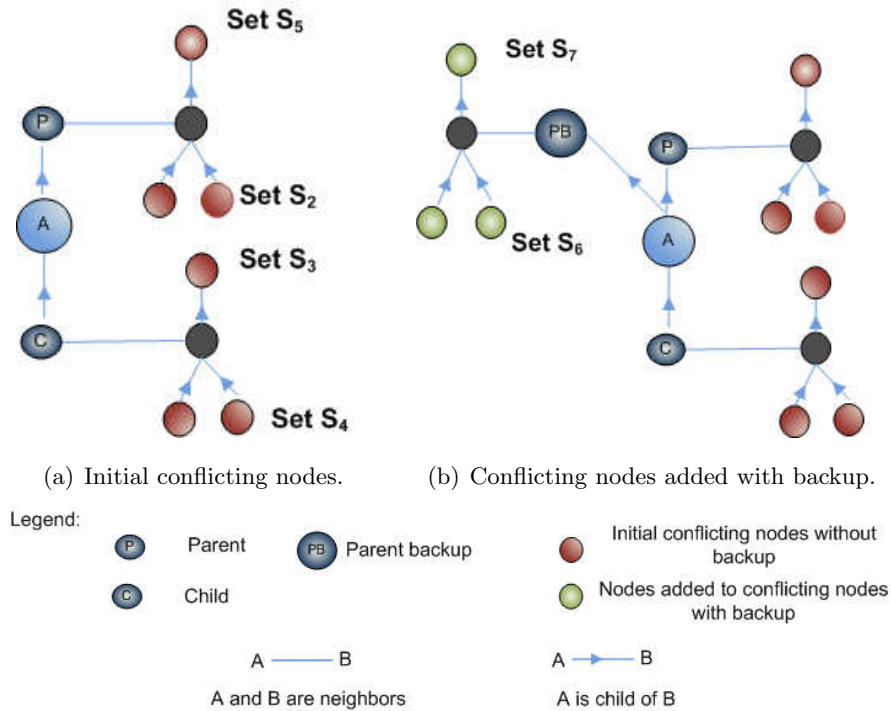 Set S5
P
A
Set S2
Set S3
C
Set S4
(a) Initial conflicting nodes.
Set S7
PB
P
A
Set S6
C
(b) Conflicting nodes added with backup.
Legend:
P Parent
PB Parent backup
Initial conflicting nodes without
backup
C Child
Nodes added to conflicting nodes
with backup
A B
A and B are neighbors
A B
A is child of B